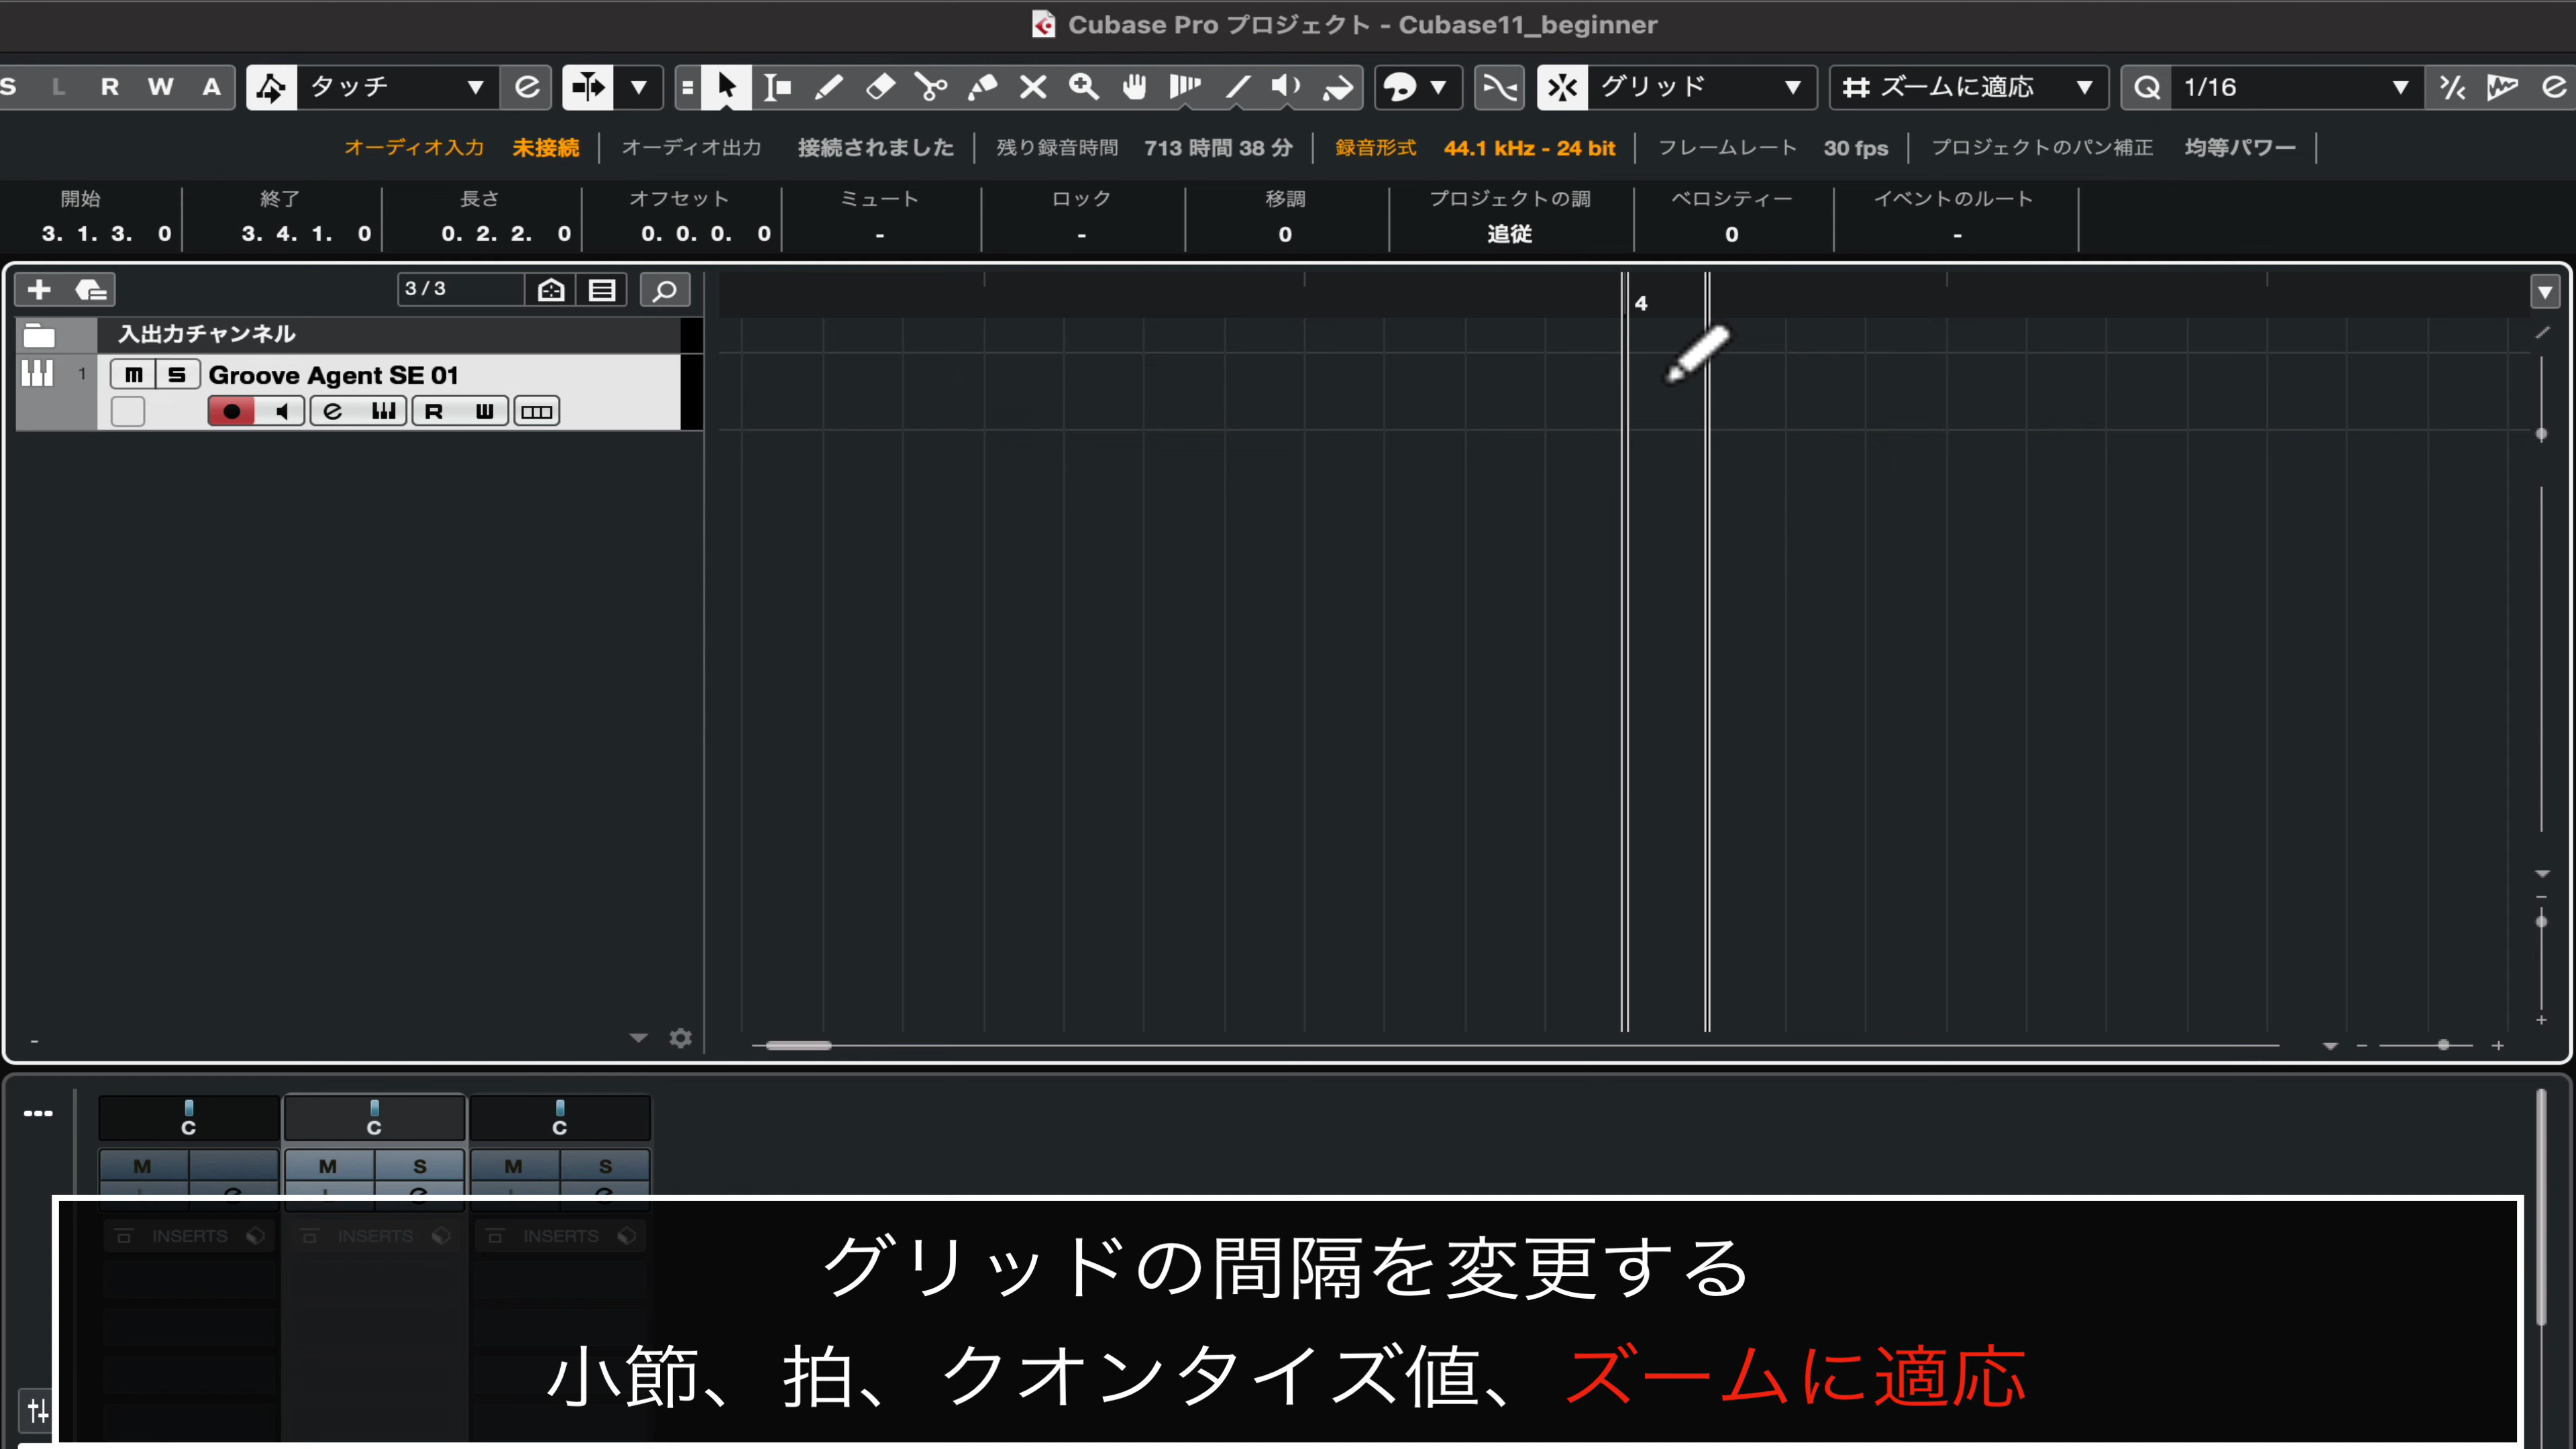 Cubase Pro プロジェクト - Cubase11_beginner
S L R W A タッチ グリッド ズームに適応 Q 1/16
オーディオ入力 未接続 オーディオ出力 接続されました 残り録音時間 713 時間 38 分 録音形式 44.1 kHz - 24 bit フレームレート 30 fps プロジェクトのパン補正 均等パワー
開始 終了 長さ オフセット ミュート ロック 移調 プロジェクトの調 ベロシティー イベントのルート
3. 1. 3. 0 3. 4. 1. 0 0. 2. 2. 0 0. 0. 0. 0 - - 0 追従 0 -
3 / 3
4
入出力チャンネル
1 m S Groove Agent SE 01
e R W
C C C
M M S M S
INSERTS INSERTS INSERTS
グリッドの間隔を変更する
小節、拍、クオンタイズ値、ズームに適応